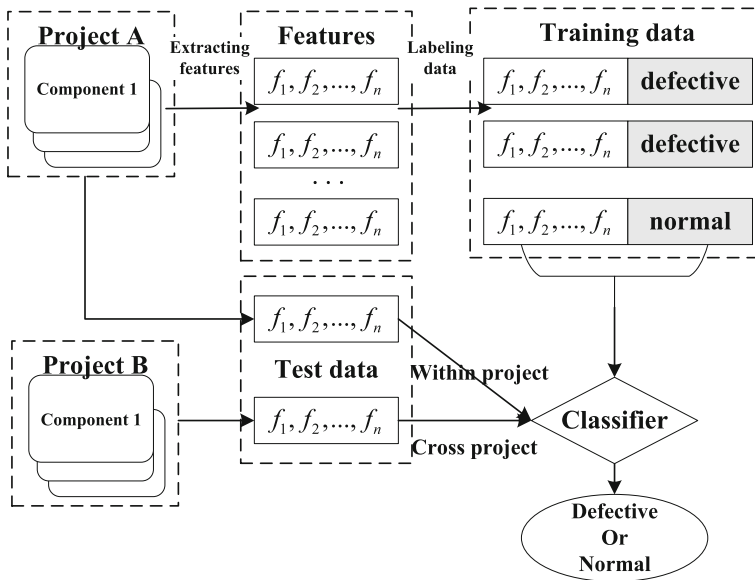 Project A
Component 1
Extracting
features
Features
f₁, f₂, ..., fₙ
f₁, f₂, ..., fₙ
. . .
f₁, f₂, ..., fₙ
Labeling
data
Training data
f₁, f₂, ..., fₙ defective
f₁, f₂, ..., fₙ defective
f₁, f₂, ..., fₙ normal
Project B
Component 1
f₁, f₂, ..., fₙ
Test data
f₁, f₂, ..., fₙ
Within project
Cross project
Classifier
Defective
Or
Normal